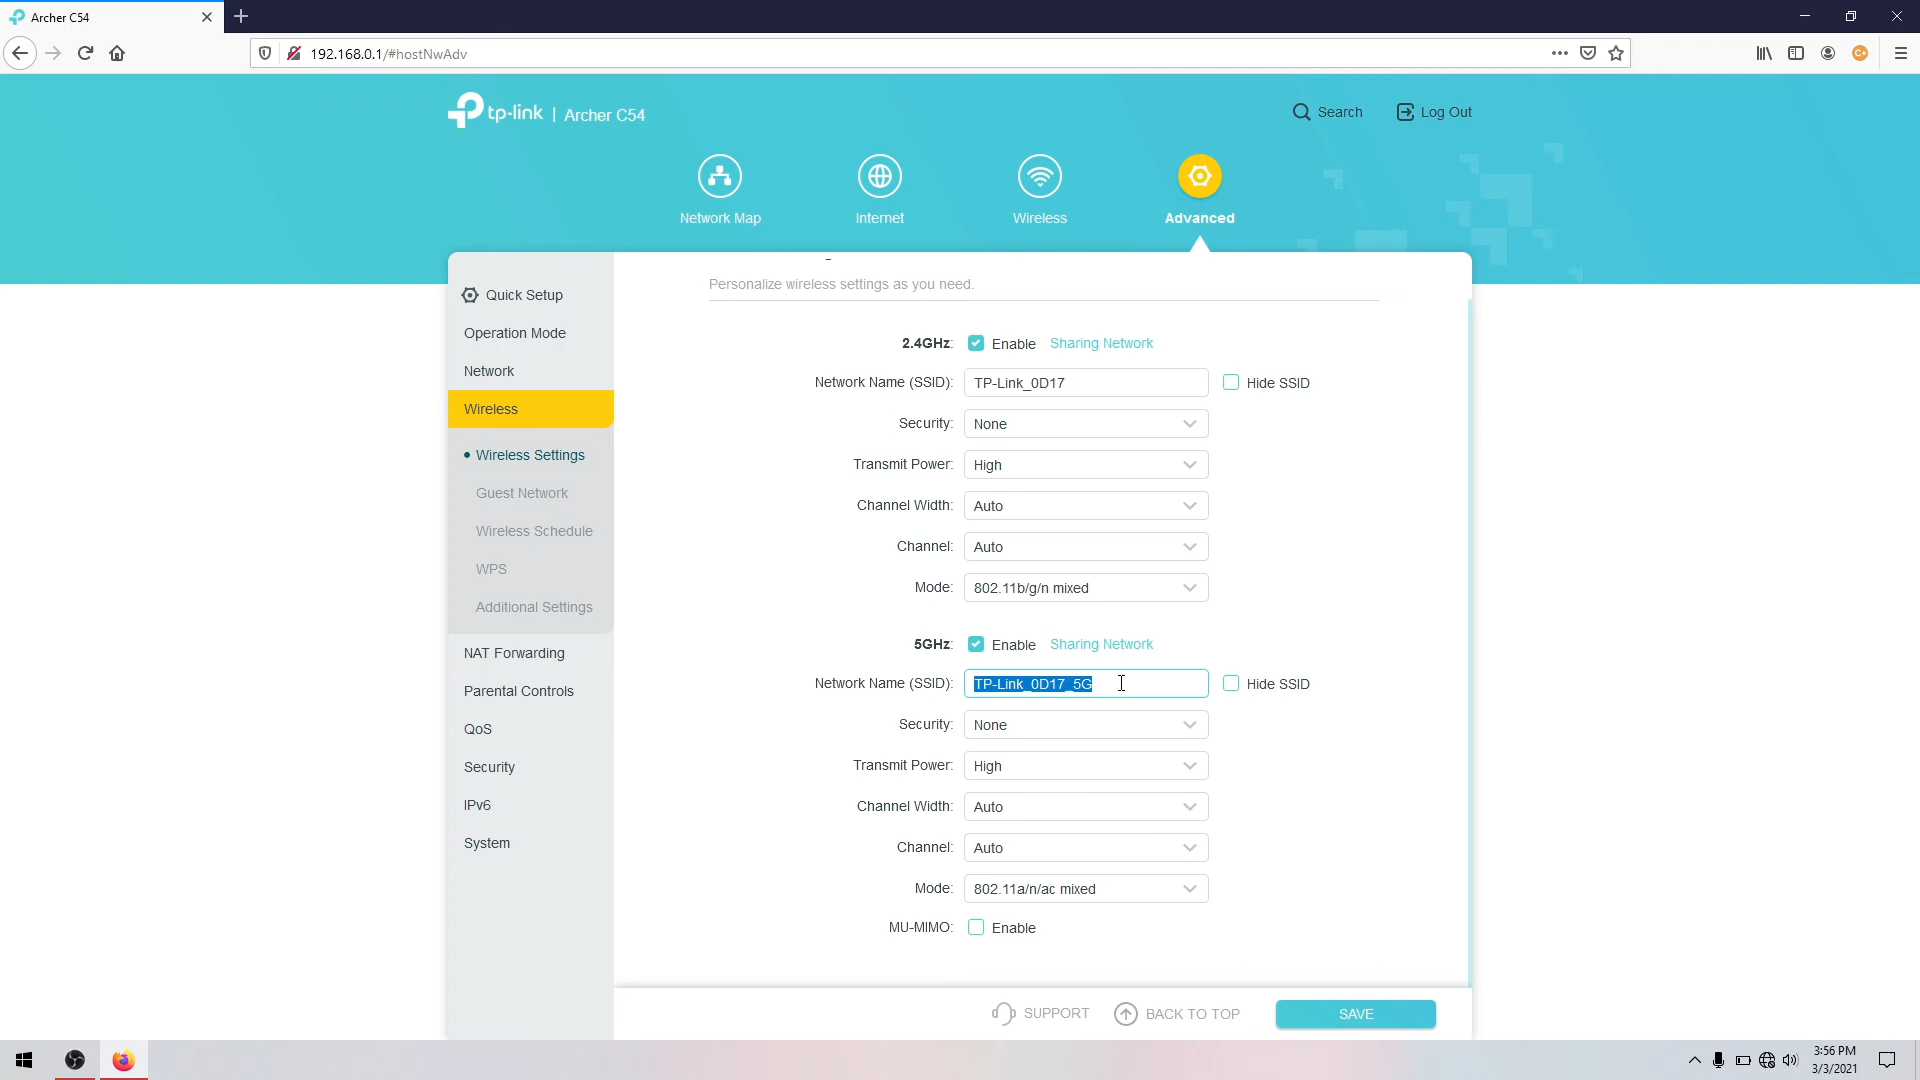 Archer C54
192.168.0.1/#hostNwAdv
tp-link | Archer C54
Search
Log Out
Network Map
Internet
Wireless
Advanced
Quick Setup
Operation Mode
Network
Wireless
Wireless Settings
Guest Network
Wireless Schedule
WPS
Additional Settings
NAT Forwarding
Parental Controls
QoS
Security
IPv6
System
Personalize wireless settings as you need.
2.4GHz: Enable Sharing Network
Network Name (SSID): TP-Link_0D17 Hide SSID
Security: None
Transmit Power: High
Channel Width: Auto
Channel: Auto
Mode: 802.11b/g/n mixed
5GHz: Enable Sharing Network
Network Name (SSID): TP-Link_0D17_5G Hide SSID
Security: None
Transmit Power: High
Channel Width: Auto
Channel: Auto
Mode: 802.11a/n/ac mixed
MU-MIMO: Enable
SUPPORT
BACK TO TOP
SAVE
3:56 PM
3/3/2021